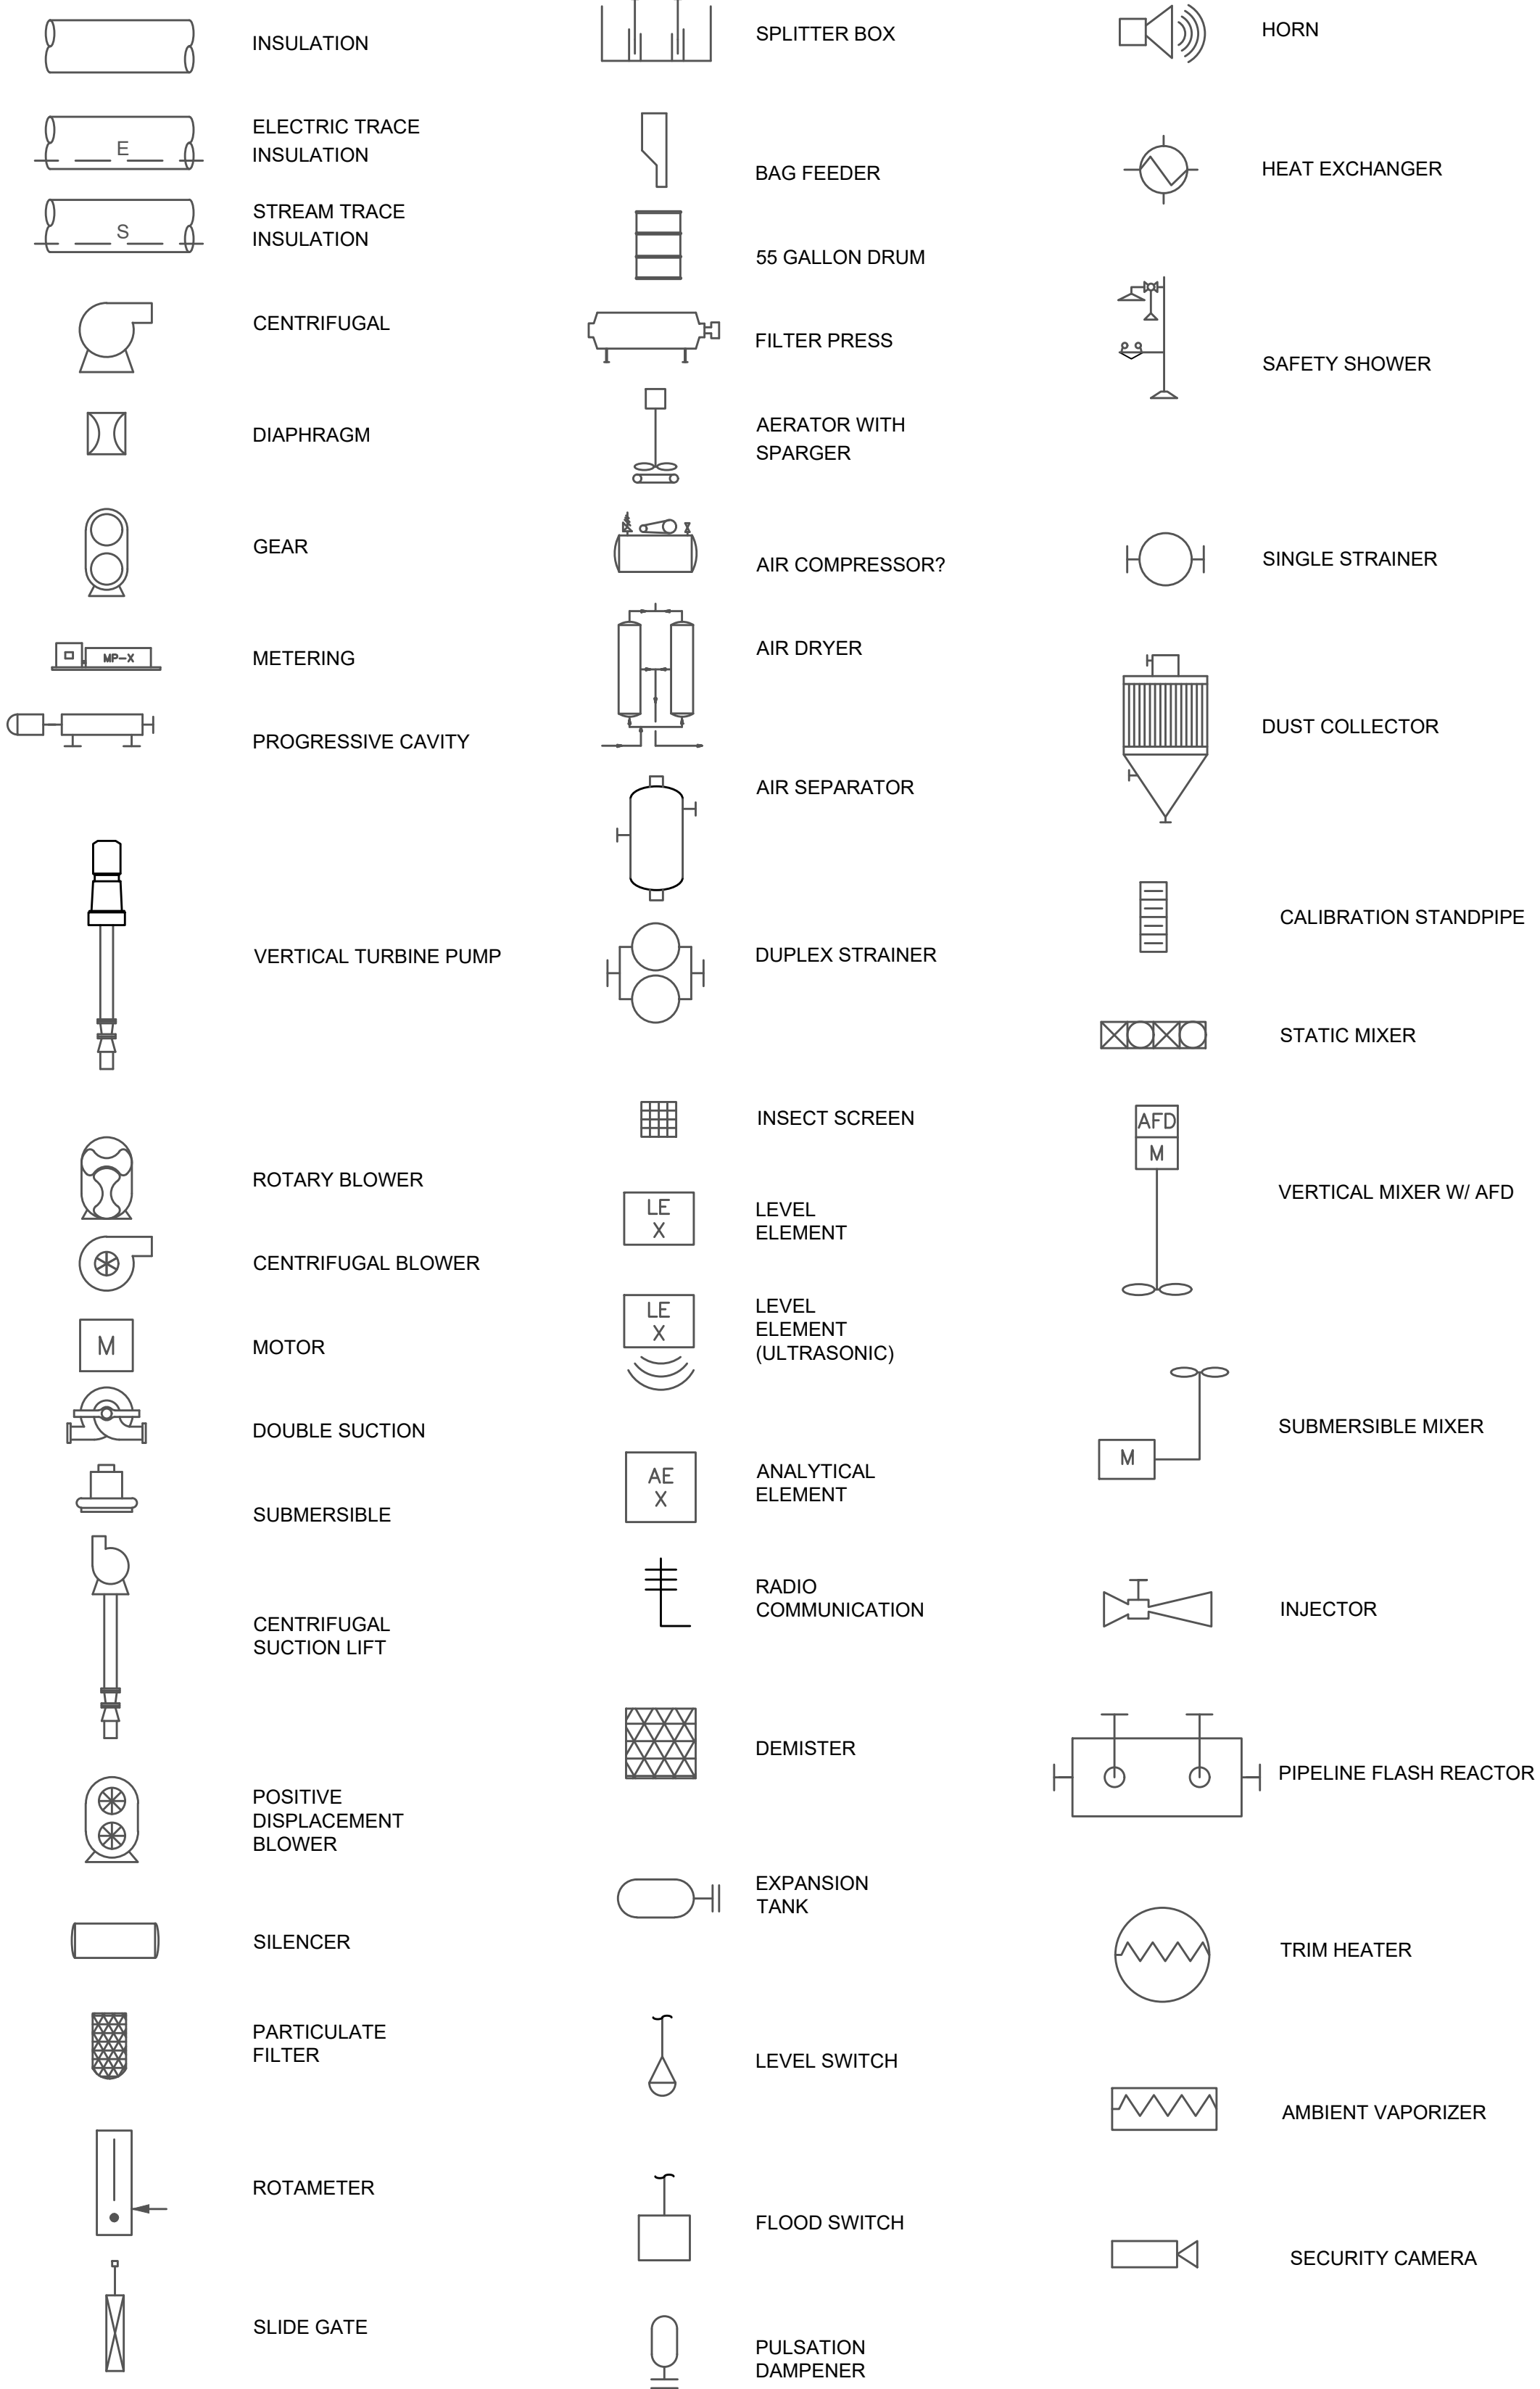 INSULATION
E
ELECTRIC TRACE
INSULATION
S
STREAM TRACE
INSULATION
CENTRIFUGAL
DIAPHRAGM
GEAR
MP-X
METERING
PROGRESSIVE CAVITY
VERTICAL TURBINE PUMP
ROTARY BLOWER
CENTRIFUGAL BLOWER
M
MOTOR
DOUBLE SUCTION
SUBMERSIBLE
CENTRIFUGAL
SUCTION LIFT
POSITIVE
DISPLACEMENT
BLOWER
SILENCER
PARTICULATE
FILTER
ROTAMETER
SLIDE GATE
SPLITTER BOX
BAG FEEDER
55 GALLON DRUM
FILTER PRESS
AERATOR WITH
SPARGER
AIR COMPRESSOR?
AIR DRYER
AIR SEPARATOR
DUPLEX STRAINER
INSECT SCREEN
LE
X
LEVEL
ELEMENT
LE
X
LEVEL
ELEMENT
(ULTRASONIC)
AE
X
ANALYTICAL
ELEMENT
RADIO
COMMUNICATION
DEMISTER
EXPANSION
TANK
LEVEL SWITCH
FLOOD SWITCH
PULSATION
DAMPENER
HORN
HEAT EXCHANGER
SAFETY SHOWER
SINGLE STRAINER
DUST COLLECTOR
CALIBRATION STANDPIPE
STATIC MIXER
AFD
M
VERTICAL MIXER W/ AFD
M
SUBMERSIBLE MIXER
INJECTOR
PIPELINE FLASH REACTOR
TRIM HEATER
AMBIENT VAPORIZER
SECURITY CAMERA